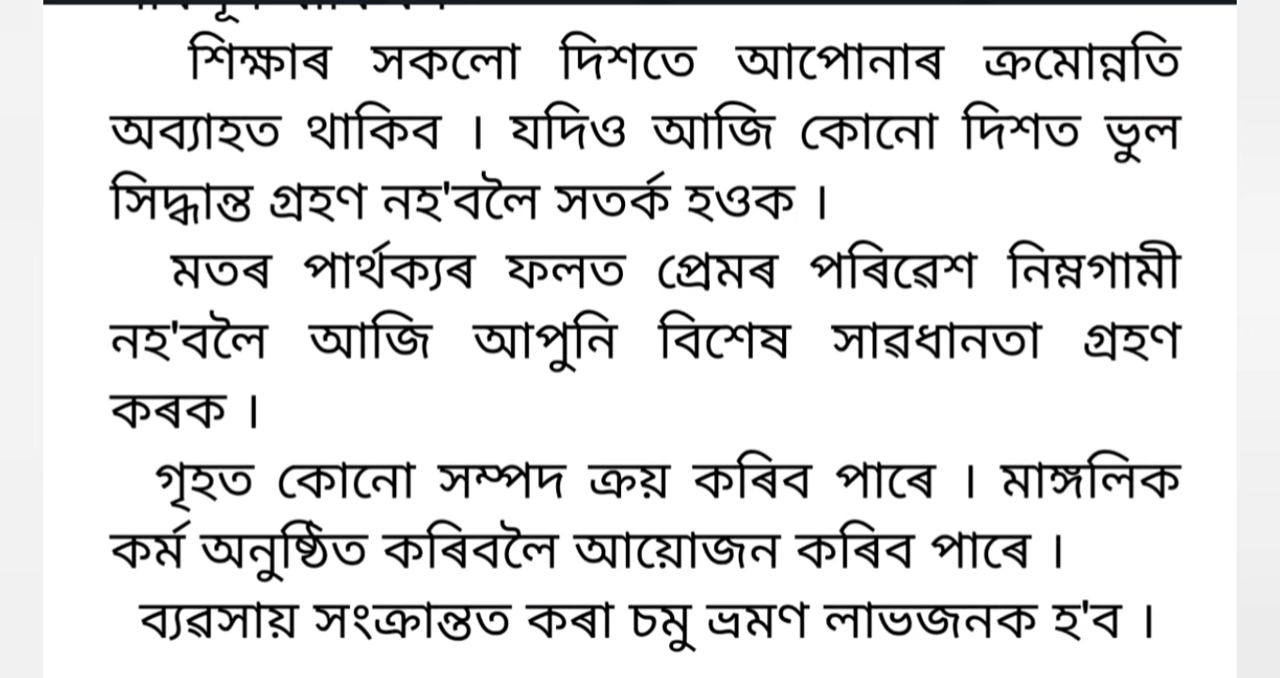 শিক্ষাৰ সকলো দিশতে আপোনাৰ ক্ৰমোন্নতি
অব্যাহত থাকিব । যদিও আজি কোনো দিশত ভুল
সিদ্ধান্ত গ্ৰহণ নহ'বলৈ সতৰ্ক হওক ।
মতৰ পাৰ্থক্যৰ ফলত প্ৰেমৰ পৰিৱেশ নিম্নগামী
নহ'বলৈ আজি আপুনি বিশেষ সাৱধানতা গ্ৰহণ
কৰক ।
গৃহত কোনো সম্পদ ক্ৰয় কৰিব পাৰে । মাঙ্গলিক
কৰ্ম অনুষ্ঠিত কৰিবলৈ আয়োজন কৰিব পাৰে ।
ব্যৱসায় সংক্ৰান্তত কৰা চমু ভ্ৰমণ লাভজনক হ'ব ।